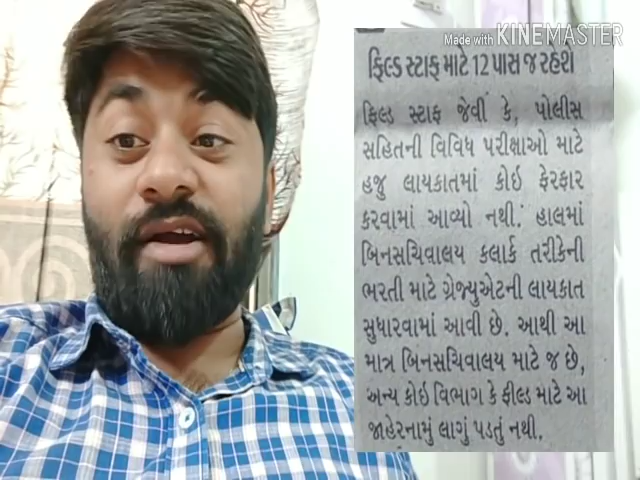 Made with KINEMASTER
ફિલ્ડ સ્ટાફ માટે 12 પાસ જ રહેશે
ફિલ્ડ સ્ટાફ જેવી કે, પોલીસ
સહિતની વિવિધ પરીક્ષાઓ માટે
હજુ લાયકાતમાં કોઇ ફેરફાર
કરવામાં આવ્યો નથી. હાલમાં
બિનસચિવાલય કલાર્ક તરીકેની
ભરતી માટે ગ્રેજ્યુએટની લાયકાત
સુધારવામાં આવી છે. આથી આ
માત્ર બિનસચિવાલય માટે જ છે,
અન્ય કોઇ વિભાગ કે ફીલ્ડ માટે આ
જાહેરનામું લાગું પડતું નથી.